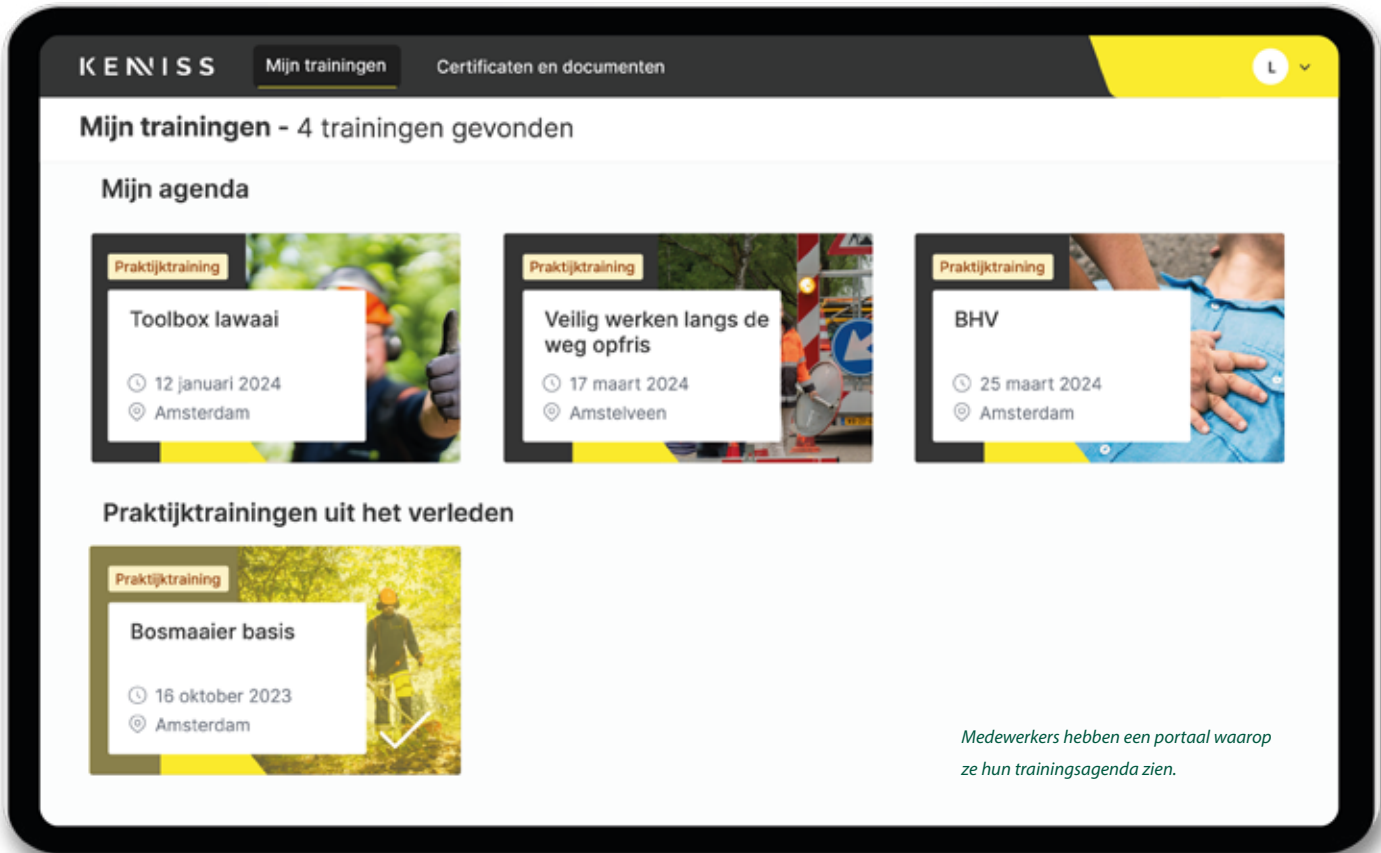 KENNISS
Mijn trainingen
Certificaten en documenten
L
Mijn trainingen - 4 trainingen gevonden
Mijn agenda
Praktijktraining
Toolbox lawaai
12 januari 2024
Amsterdam
Praktijktraining
Veilig werken langs de
weg opfris
17 maart 2024
Amstelveen
Praktijktraining
BHV
25 maart 2024
Amsterdam
Praktijktrainingen uit het verleden
Praktijktraining
Bosmaaier basis
16 oktober 2023
Amsterdam
Medewerkers hebben een portaal waarop
ze hun trainingsagenda zien.